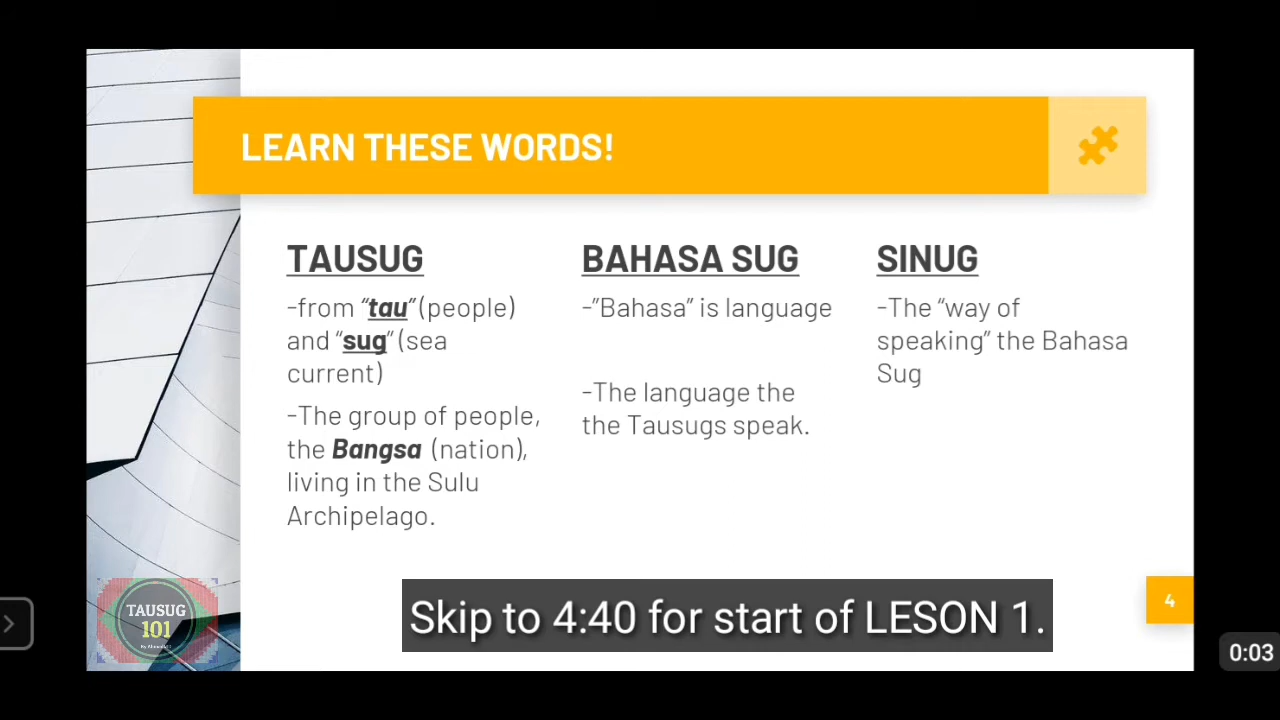 LEARN THESE WORDS!
TAUSUG
-from “tau” (people)
and “sug” (sea
current)
-The group of people,
the Bangsa (nation),
living in the Sulu
Archipelago.
BAHASA SUG
-”Bahasa” is language
-The language the
the Tausugs speak.
SINUG
-The “way of
speaking” the Bahasa
Sug
TAUSUG
101
Skip to 4:40 for start of LESON 1.
4
0:03